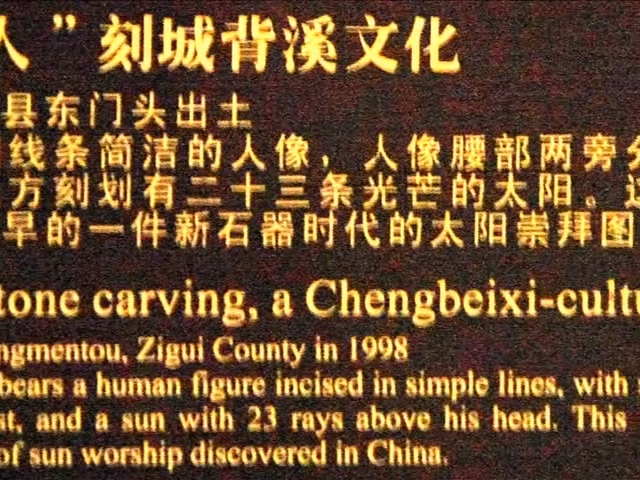 人”刻城背溪文化
县东门头出土
线条简洁的人像，人像腰部两旁分
方刻划有二十三条光芒的太阳。
早的一件新石器时代的太阳崇拜图
tone carving, a Chengbeixi-cult
ngmentou, Zigui County in 1998
bears a human figure incised in simple lines, with
st, and a sun with 23 rays above his head. This
of sun worship discovered in China.